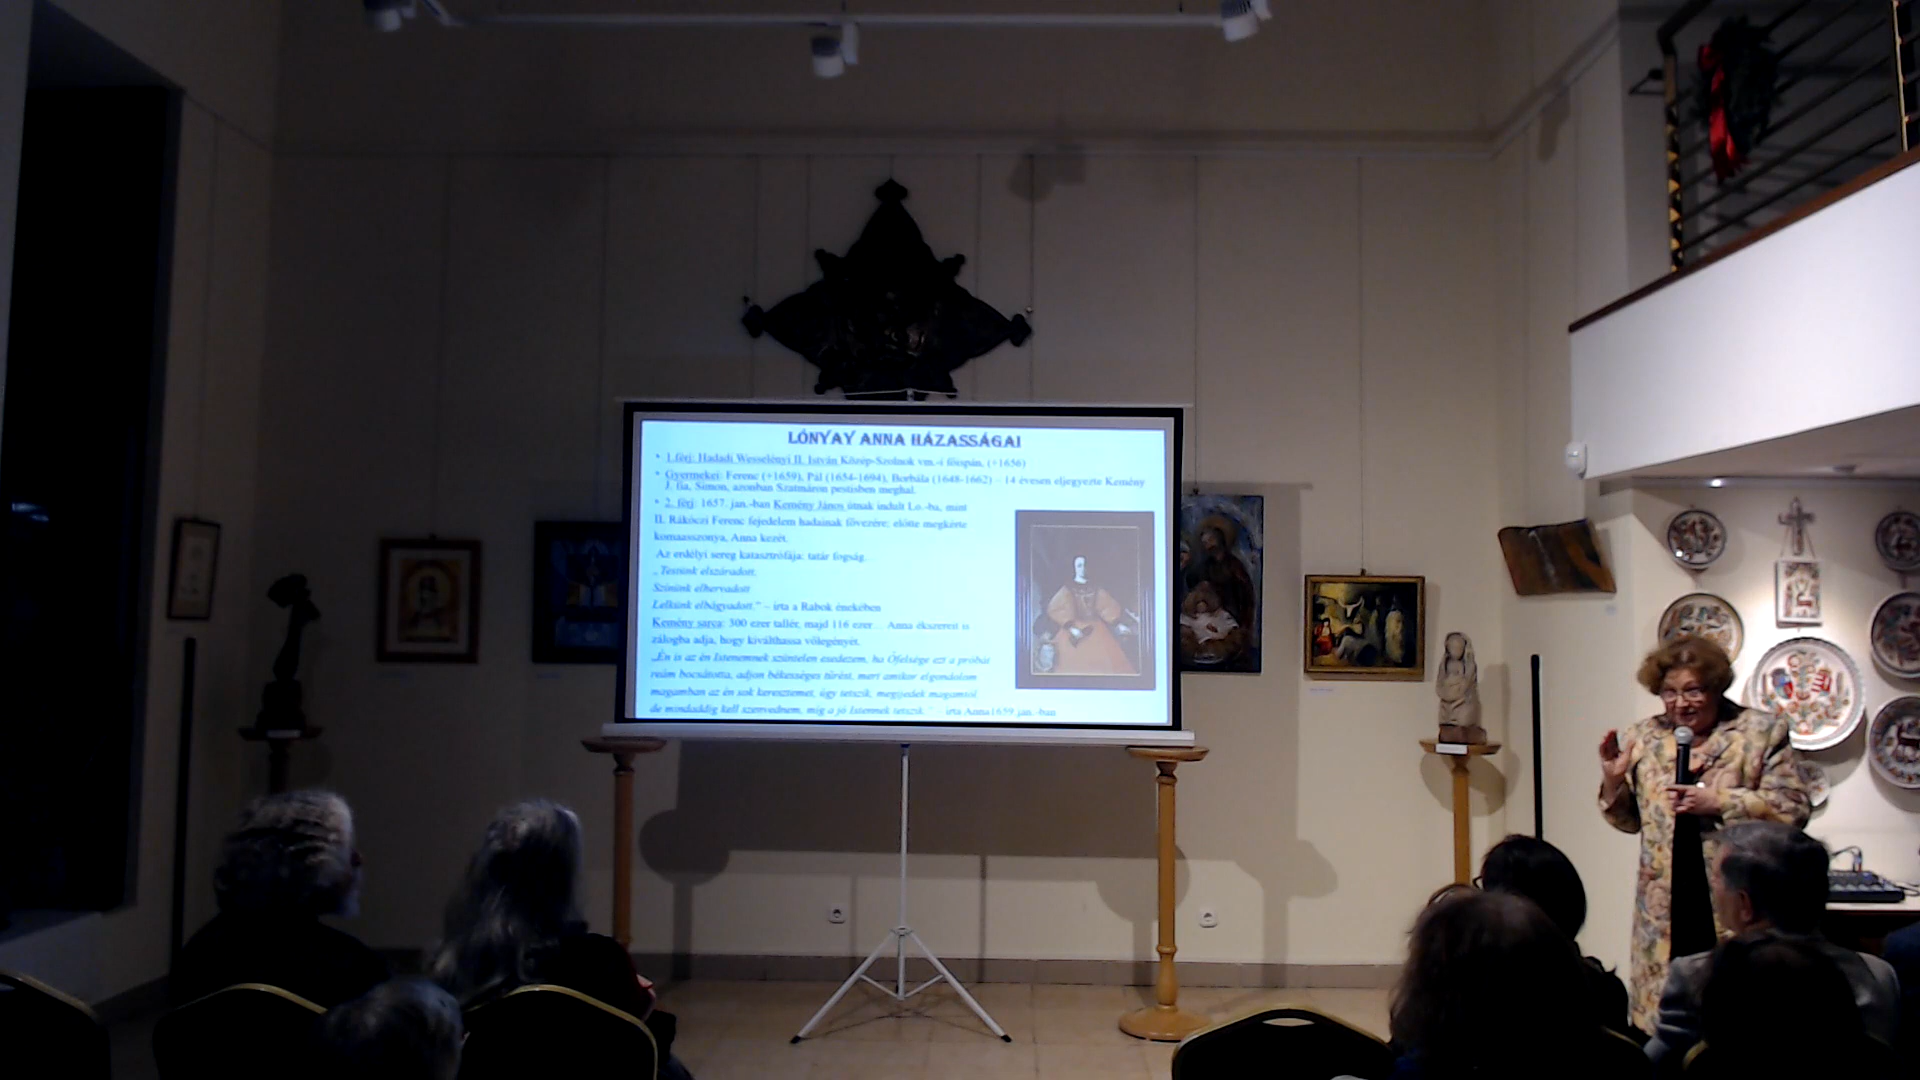 LÓNYAY ANNA HÁZASSÁGAI
• 1.férj: Hadadi Wesselényi II. István Közép-Szolnok vm.-i főispán, (+1656)
• Gyermekei: Ferenc (+1659), Pál (1654-1694), Borbála (1648-1662) – 14 évesen eljegyezte Kemény
J. fia, Simon, azonban Szatmáron pestisben meghal.
• 2. férj: 1657. jan.-ban Kemény János útnak indult Lo.-ba, mint
II. Rákóczi Ferenc fejedelem hadainak fővezére: előtte megkérte
komaasszonya, Anna kezét.
Az erdélyi sereg katasztrófája: tatár fogság.
„Testünk elszáradott,
Színünk elhervadott
Lelkünk elbágyadott." – írta a Rabok énekében
Kemény sarca: 300 ezer tallér, majd 116 ezer... Anna ékszereit is
zálogba adja, hogy kiválthassa vőlegényét.
„Én is az én Istenemnek szüntelen esedezem, ha Őfelsége ezt a próbát
reám bocsátotta, adjon békességes tűrést, mert amikor elgondolom
magamban az én sok keresztemet, úgy tetszik, megijedek magamtól
de mindaddig kell szenvednem, míg a jó Istennek tetszik." – írta Anna1659 jan.-ban